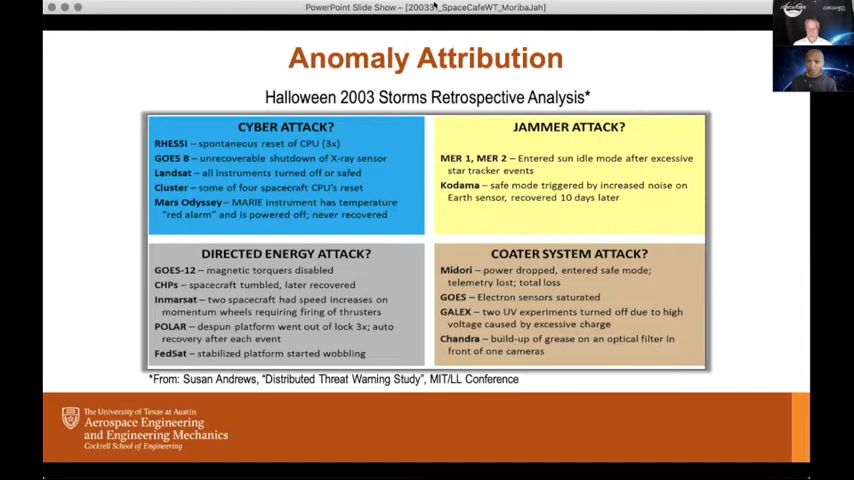 PowerPoint Slide Show – [200331_SpaceCafeWT_MoribaJah]
Anomaly Attribution
Halloween 2003 Storms Retrospective Analysis*
CYBER ATTACK?
RHESSI – spontaneous reset of CPU (3x)
GOES 8 – unrecoverable shutdown of X-ray sensor
Landsat – all instruments turned off or safed
Cluster – some of four spacecraft CPU's reset
Mars Odyssey – MARIE instrument has temperature
"red alarm" and is powered off; never recovered
JAMMER ATTACK?
MER 1, MER 2 – Entered sun idle mode after excessive
star tracker events
Kodama – safe mode triggered by increased noise on
Earth sensor, recovered 10 days later
DIRECTED ENERGY ATTACK?
GOES-12 – magnetic torquers disabled
CHPs – spacecraft tumbled, later recovered
Inmarsat – two spacecraft had speed increases on
momentum wheels requiring firing of thrusters
POLAR – despun platform went out of lock 3x; auto
recovery after each event
FedSat – stabilized platform started wobbling
COATER SYSTEM ATTACK?
Midori – power dropped, entered safe mode;
telemetry lost; total loss
GOES – Electron sensors saturated
GALEX – two UV experiments turned off due to high
voltage caused by excessive charge
Chandra – build-up of grease on an optical filter in
front of one cameras
*From: Susan Andrews, "Distributed Threat Warning Study", MIT/LL Conference
The University of Texas at Austin
Aerospace Engineering
and Engineering Mechanics
Cockrell School of Engineering